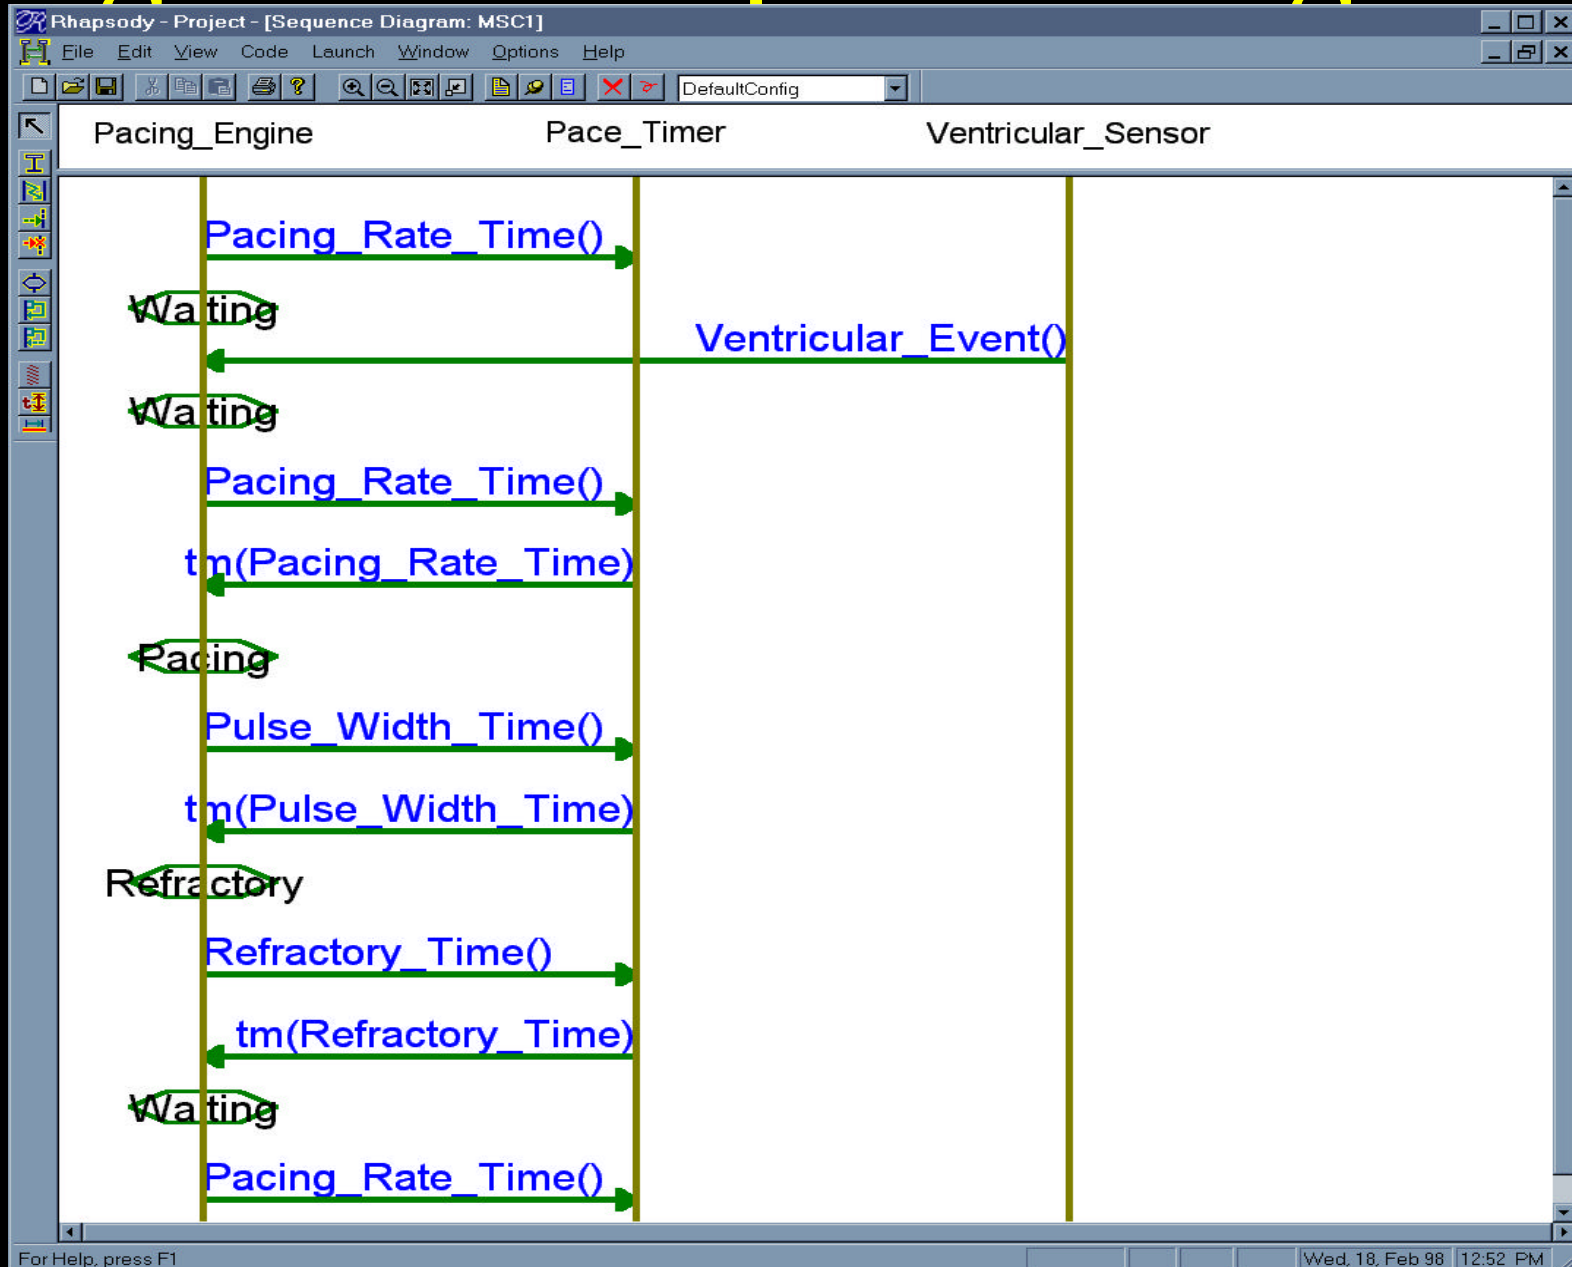 Rhapsody - Project - [Sequence Diagram: MSC1]
File Edit View Code Launch Window Options Help
DefaultConfig
Pacing_Engine Pace_Timer Ventricular_Sensor
Pacing_Rate_Time()
Waiting
Ventricular_Event()
Waiting
Pacing_Rate_Time()
tm(Pacing_Rate_Time)
Pacing
Pulse_Width_Time()
tm(Pulse_Width_Time)
Refractory
Refractory_Time()
tm(Refractory_Time)
Waiting
Pacing_Rate_Time()
For Help, press F1 Wed, 18, Feb 98 12:52 PM